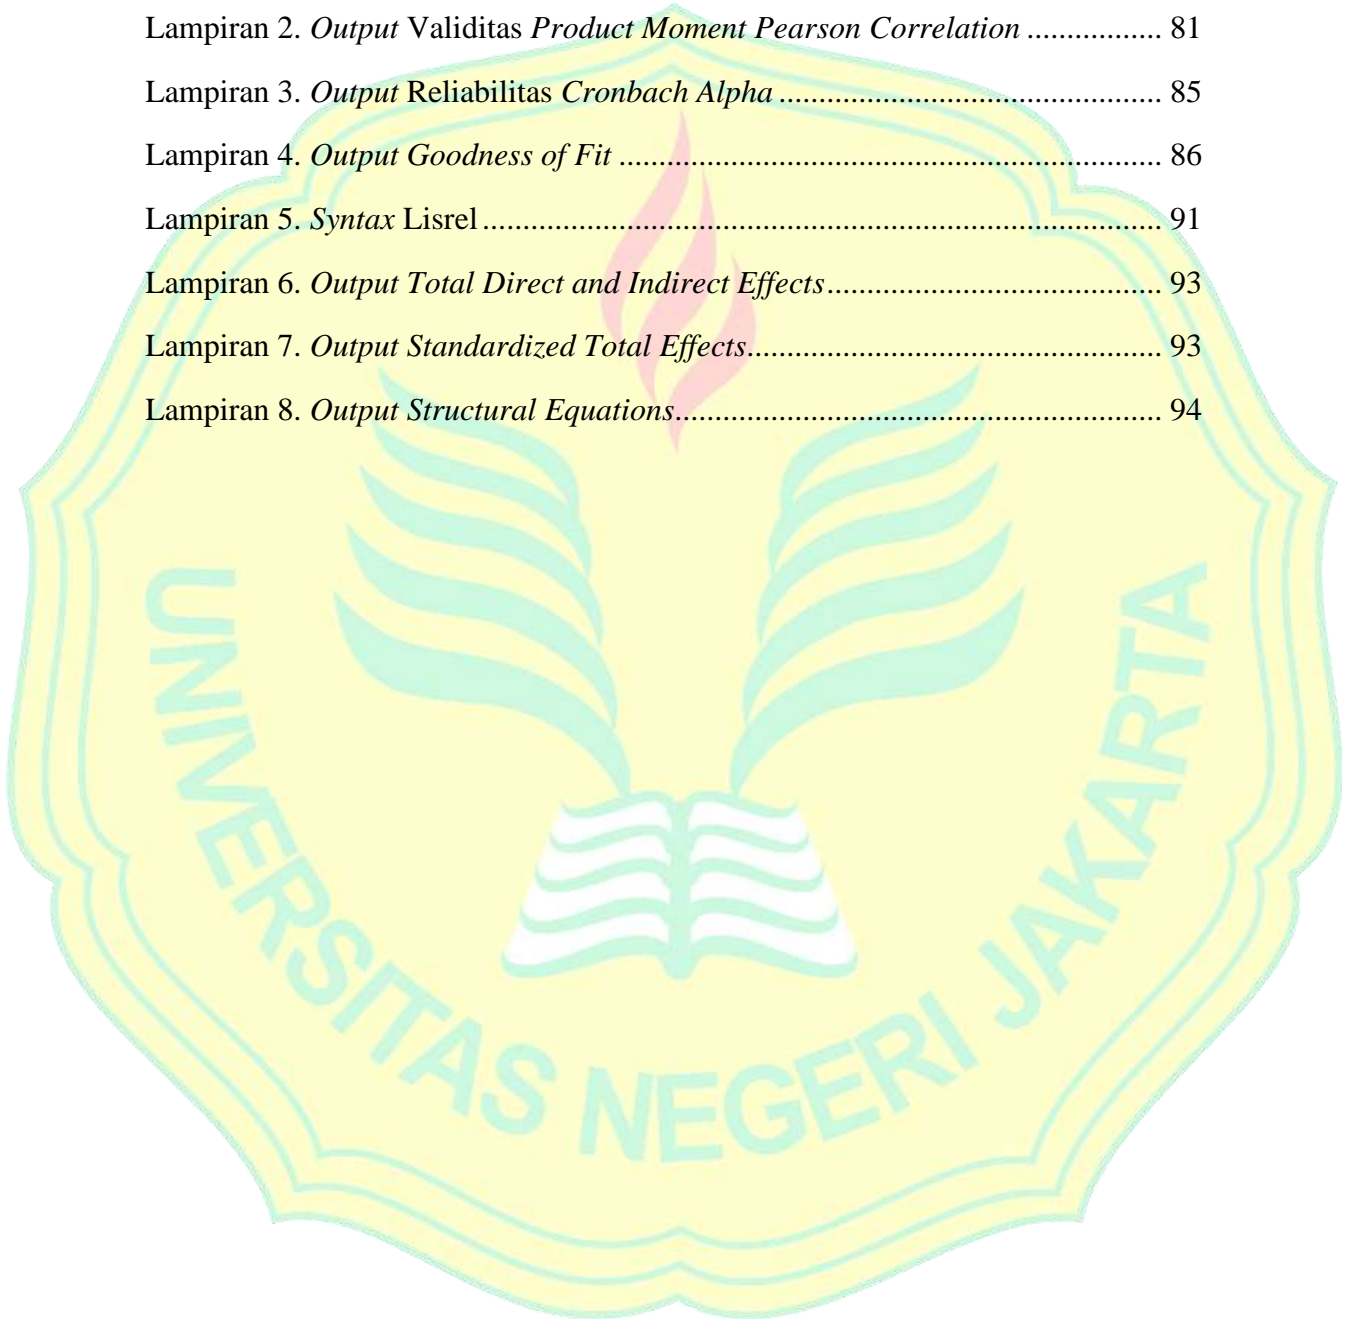 Lampiran 2. Output Validitas Product Moment Pearson Correlation ................. 81
Lampiran 3. Output Reliabilitas Cronbach Alpha ................................................ 85
Lampiran 4. Output Goodness of Fit .................................................................... 86
Lampiran 5. Syntax Lisrel ..................................................................................... 91
Lampiran 6. Output Total Direct and Indirect Effects .......................................... 93
Lampiran 7. Output Standardized Total Effects .................................................... 93
Lampiran 8. Output Structural Equations ............................................................. 94
UNIVERSITAS NEGERI JAKARTA